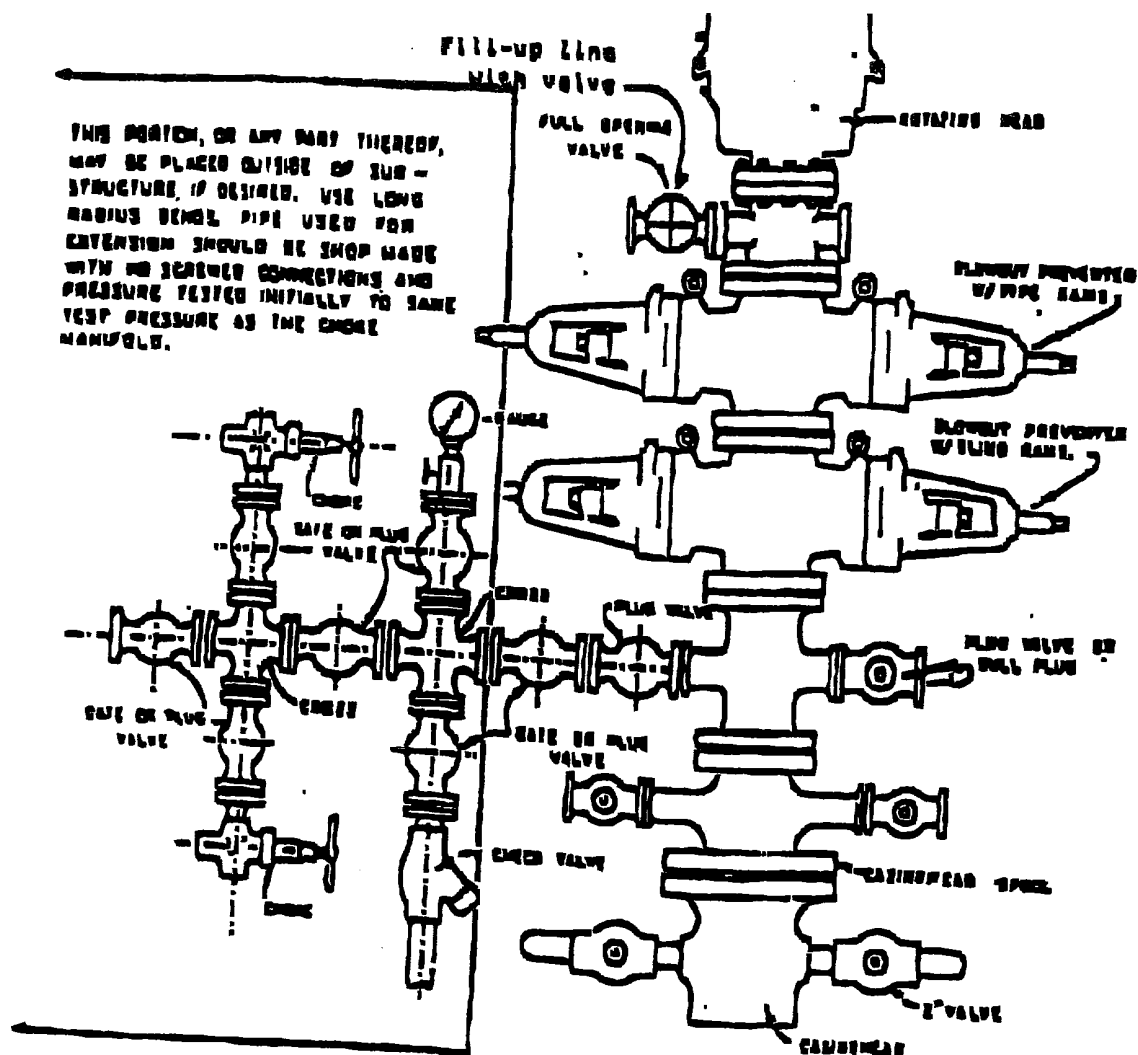 Fill-up line
with valve
FULL OPENING
VALVE
ROTATING HEAD
THIS PORTION, OR ANY PART THEREOF,
MAY BE PLACED OUTSIDE OF SUB-
STRUCTURE, IF DESIRED. USE LONG
RADIUS BENDS. PIPE USED FOR
EXTENSION SHOULD BE SHOP MADE
WITH NO SCREWED CONNECTIONS AND
PRESSURE TESTED INITIALLY TO SAME
TEST PRESSURE AS THE CHOKE
MANIFOLD.
BLOWOUT PREVENTER
W/PIPE RAMS.
GAUGE
BLOWOUT PREVENTER
W/BLIND RAMS.
CHOKE
GATE OR PLUG
VALVE
CROSS
PLUG VALVE
PLUG VALVE OR
BULL PLUG
CROSS
GATE OR PLUG
VALVE
GATE OR PLUG
VALVE
CHECK VALVE
CASINGHEAD SPOOL
CHOKE
2" VALVE
CASINGHEAD